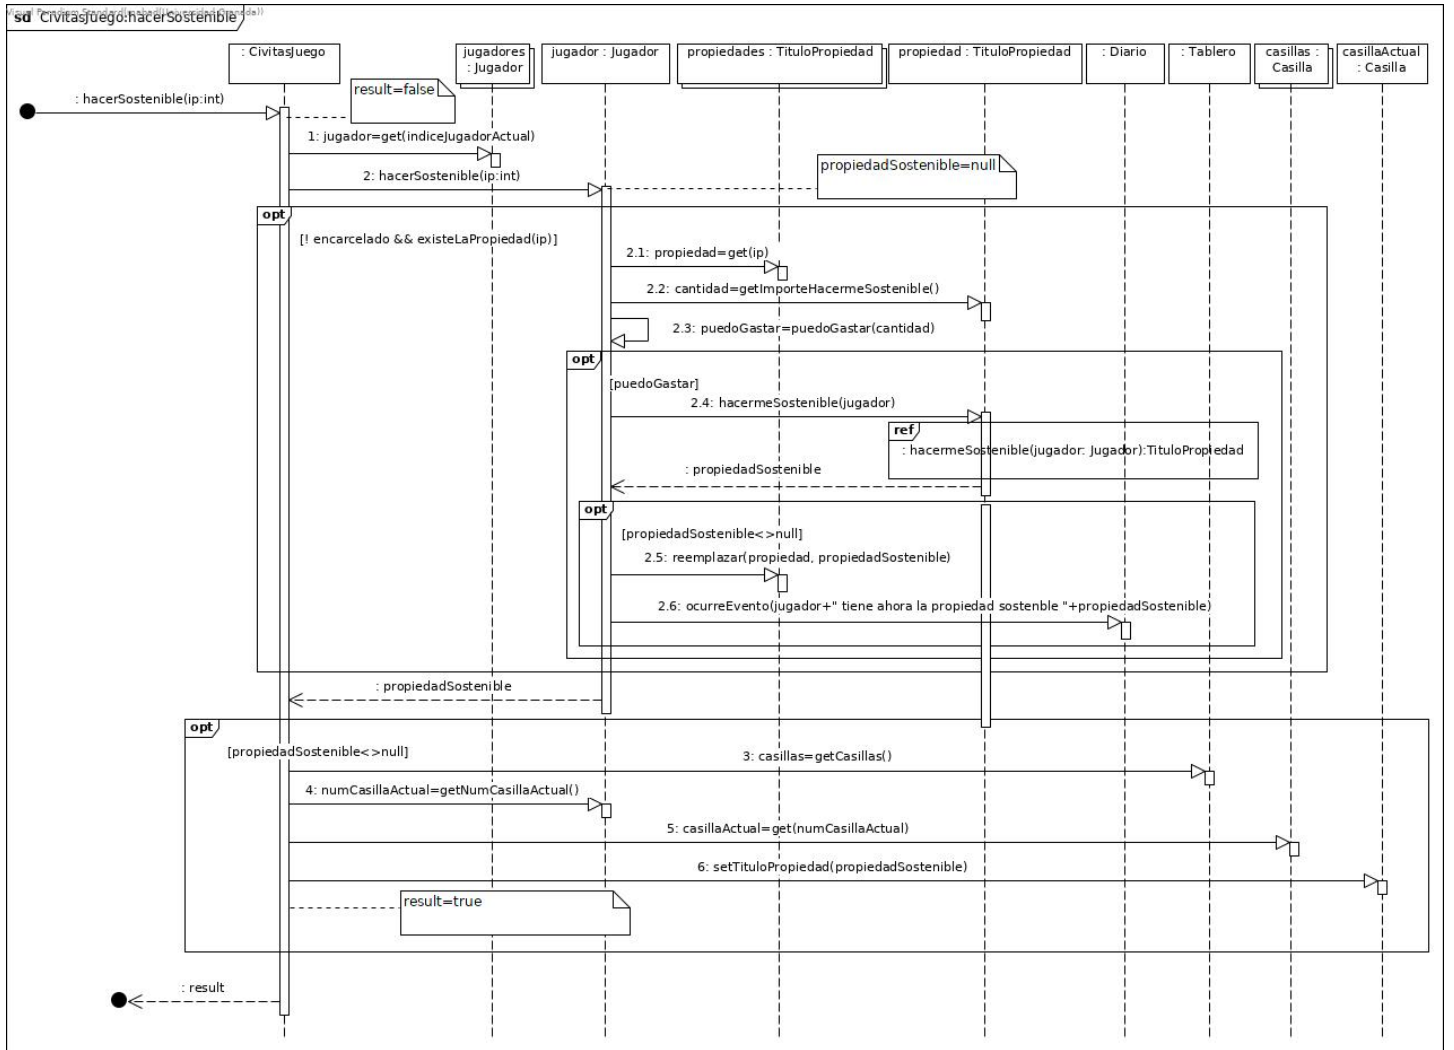 sd CivitasJuego:hacerSostenible
: CivitasJuego
jugadores
: Jugador
jugador : Jugador
propiedades : TituloPropiedad
propiedad : TituloPropiedad
: Diario
: Tablero
casillas :
Casilla
casillaActual
: Casilla
result=false
: hacerSostenible(ip:int)
1: jugador=get(indiceJugadorActual)
propiedadSostenible=null
2: hacerSostenible(ip:int)
opt
[! encarcelado && existeLaPropiedad(ip)]
2.1: propiedad=get(ip)
2.2: cantidad=getImporteHacermeSostenible()
2.3: puedoGastar=puedoGastar(cantidad)
opt
[puedoGastar]
2.4: hacermeSostenible(jugador)
ref
: hacermeSostenible(jugador: Jugador):TituloPropiedad
: propiedadSostenible
opt
[propiedadSostenible<>null]
2.5: reemplazar(propiedad, propiedadSostenible)
2.6: ocurreEvento(jugador+" tiene ahora la propiedad sostenble "+propiedadSostenible)
: propiedadSostenible
opt
[propiedadSostenible<>null]
3: casillas=getCasillas()
4: numCasillaActual=getNumCasillaActual()
5: casillaActual=get(numCasillaActual)
6: setTituloPropiedad(propiedadSostenible)
result=true
: result